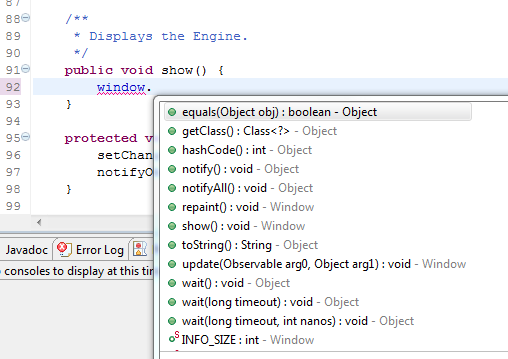 87
88 /**
89 * Displays the Engine.
90 */
91 public void show() {
92 window.
93 }
94
95 protected v
96 setChan
97 notifyO
98 }
99
equals(Object obj) : boolean - Object
getClass() : Class<?> - Object
hashCode() : int - Object
notify() : void - Object
notifyAll() : void - Object
repaint() : void - Window
show() : void - Window
toString() : String - Object
update(Observable arg0, Object arg1) : void - Window
wait() : void - Object
wait(long timeout) : void - Object
wait(long timeout, int nanos) : void - Object
S INFO_SIZE : int - Window
Javadoc Error Log
consoles to display at this tim